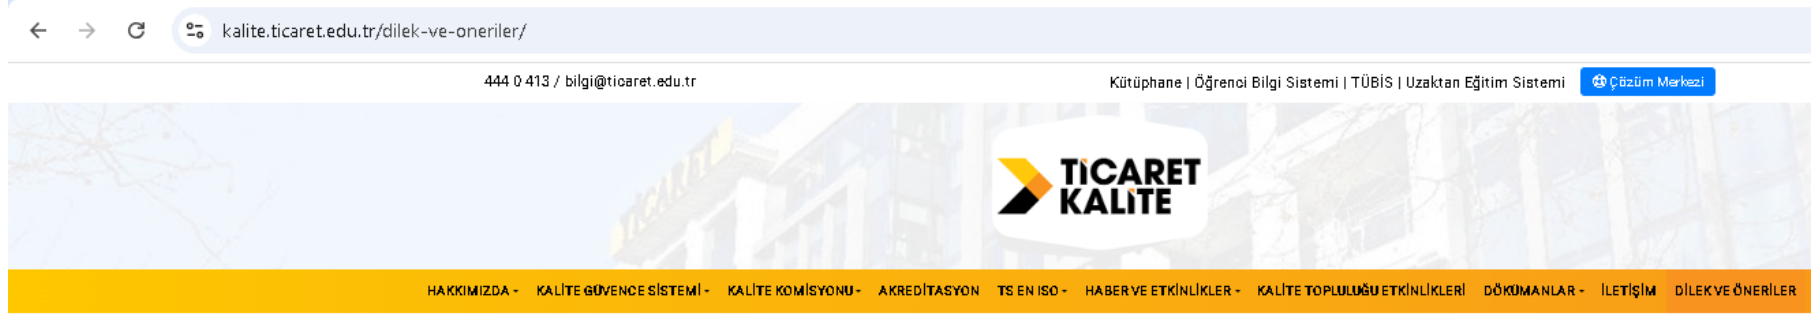 kalite.ticaret.edu.tr/dilek-ve-oneriler/
444 0 413 / bilgi@ticaret.edu.tr Kütüphane | Öğrenci Bilgi Sistemi | TÜBİS | Uzaktan Eğitim Sistemi Çözüm Merkezi
TİCARET
TİCARET
KALİTE
HAKKIMIZDA KALİTE GÜVENCE SİSTEMİ KALİTE KOMİSYONU AKREDİTASYON TS EN ISO HABER VE ETKİNLİKLER KALİTE TOPLULUĞU ETKİNLİKLERİ DÖKÜMANLAR İLETİŞİM DİLEK VE ÖNERİLER